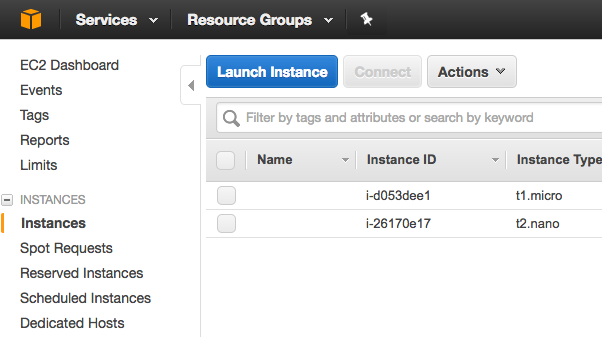 Services Resource Groups
EC2 Dashboard
Events
Tags
Reports
Limits
INSTANCES
Instances
Spot Requests
Reserved Instances
Scheduled Instances
Dedicated Hosts
Launch Instance Connect Actions
Filter by tags and attributes or search by keyword
Name Instance ID Instance Type
i-d053dee1 t1.micro
i-26170e17 t2.nano